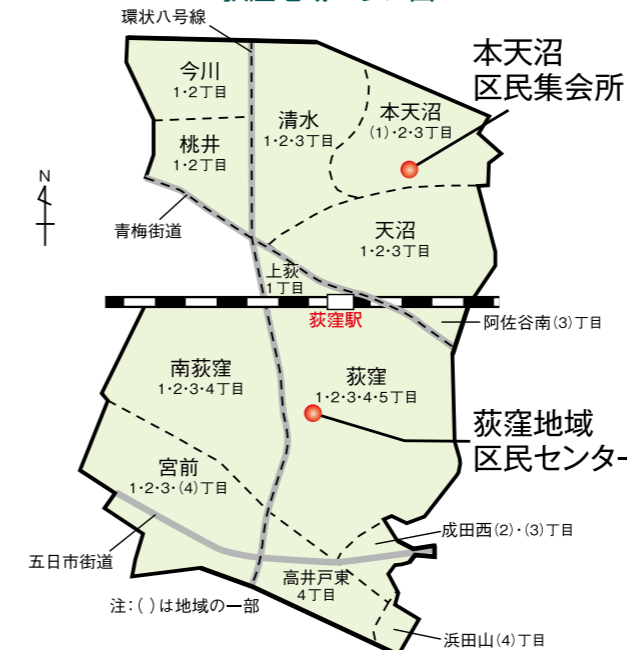 環状八号線
今川
1・2丁目
清水
1・2・3丁目
本天沼
(1)・2・3丁目
本天沼
区民集会所
桃井
1・2丁目
N
青梅街道
天沼
1・2・3丁目
上荻
1丁目
荻窪駅
阿佐谷南(3)丁目
南荻窪
1・2・3・4丁目
荻窪
1・2・3・4・5丁目
荻窪地域
区民センター
宮前
1・2・3・(4)丁目
成田西(2)・(3)丁目
五日市街道
高井戸東
4丁目
注:( )は地域の一部
浜田山(4)丁目